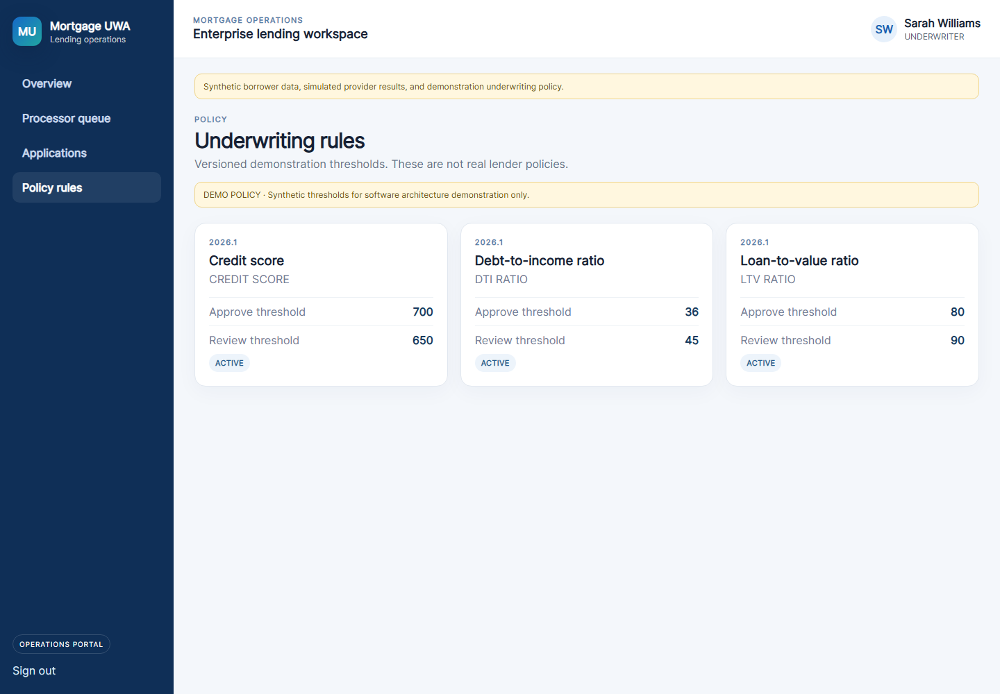 MU
Mortgage UWA
Lending operations
Overview
Processor queue
Applications
Policy rules
OPERATIONS PORTAL
Sign out
MORTGAGE OPERATIONS
Enterprise lending workspace
SW
Sarah Williams
UNDERWRITER
Synthetic borrower data, simulated provider results, and demonstration underwriting policy.
POLICY
Underwriting rules
Versioned demonstration thresholds. These are not real lender policies.
DEMO POLICY · Synthetic thresholds for software architecture demonstration only.
2026.1
Credit score
CREDIT SCORE
Approve threshold 700
Review threshold 650
ACTIVE
2026.1
Debt-to-income ratio
DTI RATIO
Approve threshold 36
Review threshold 45
ACTIVE
2026.1
Loan-to-value ratio
LTV RATIO
Approve threshold 80
Review threshold 90
ACTIVE